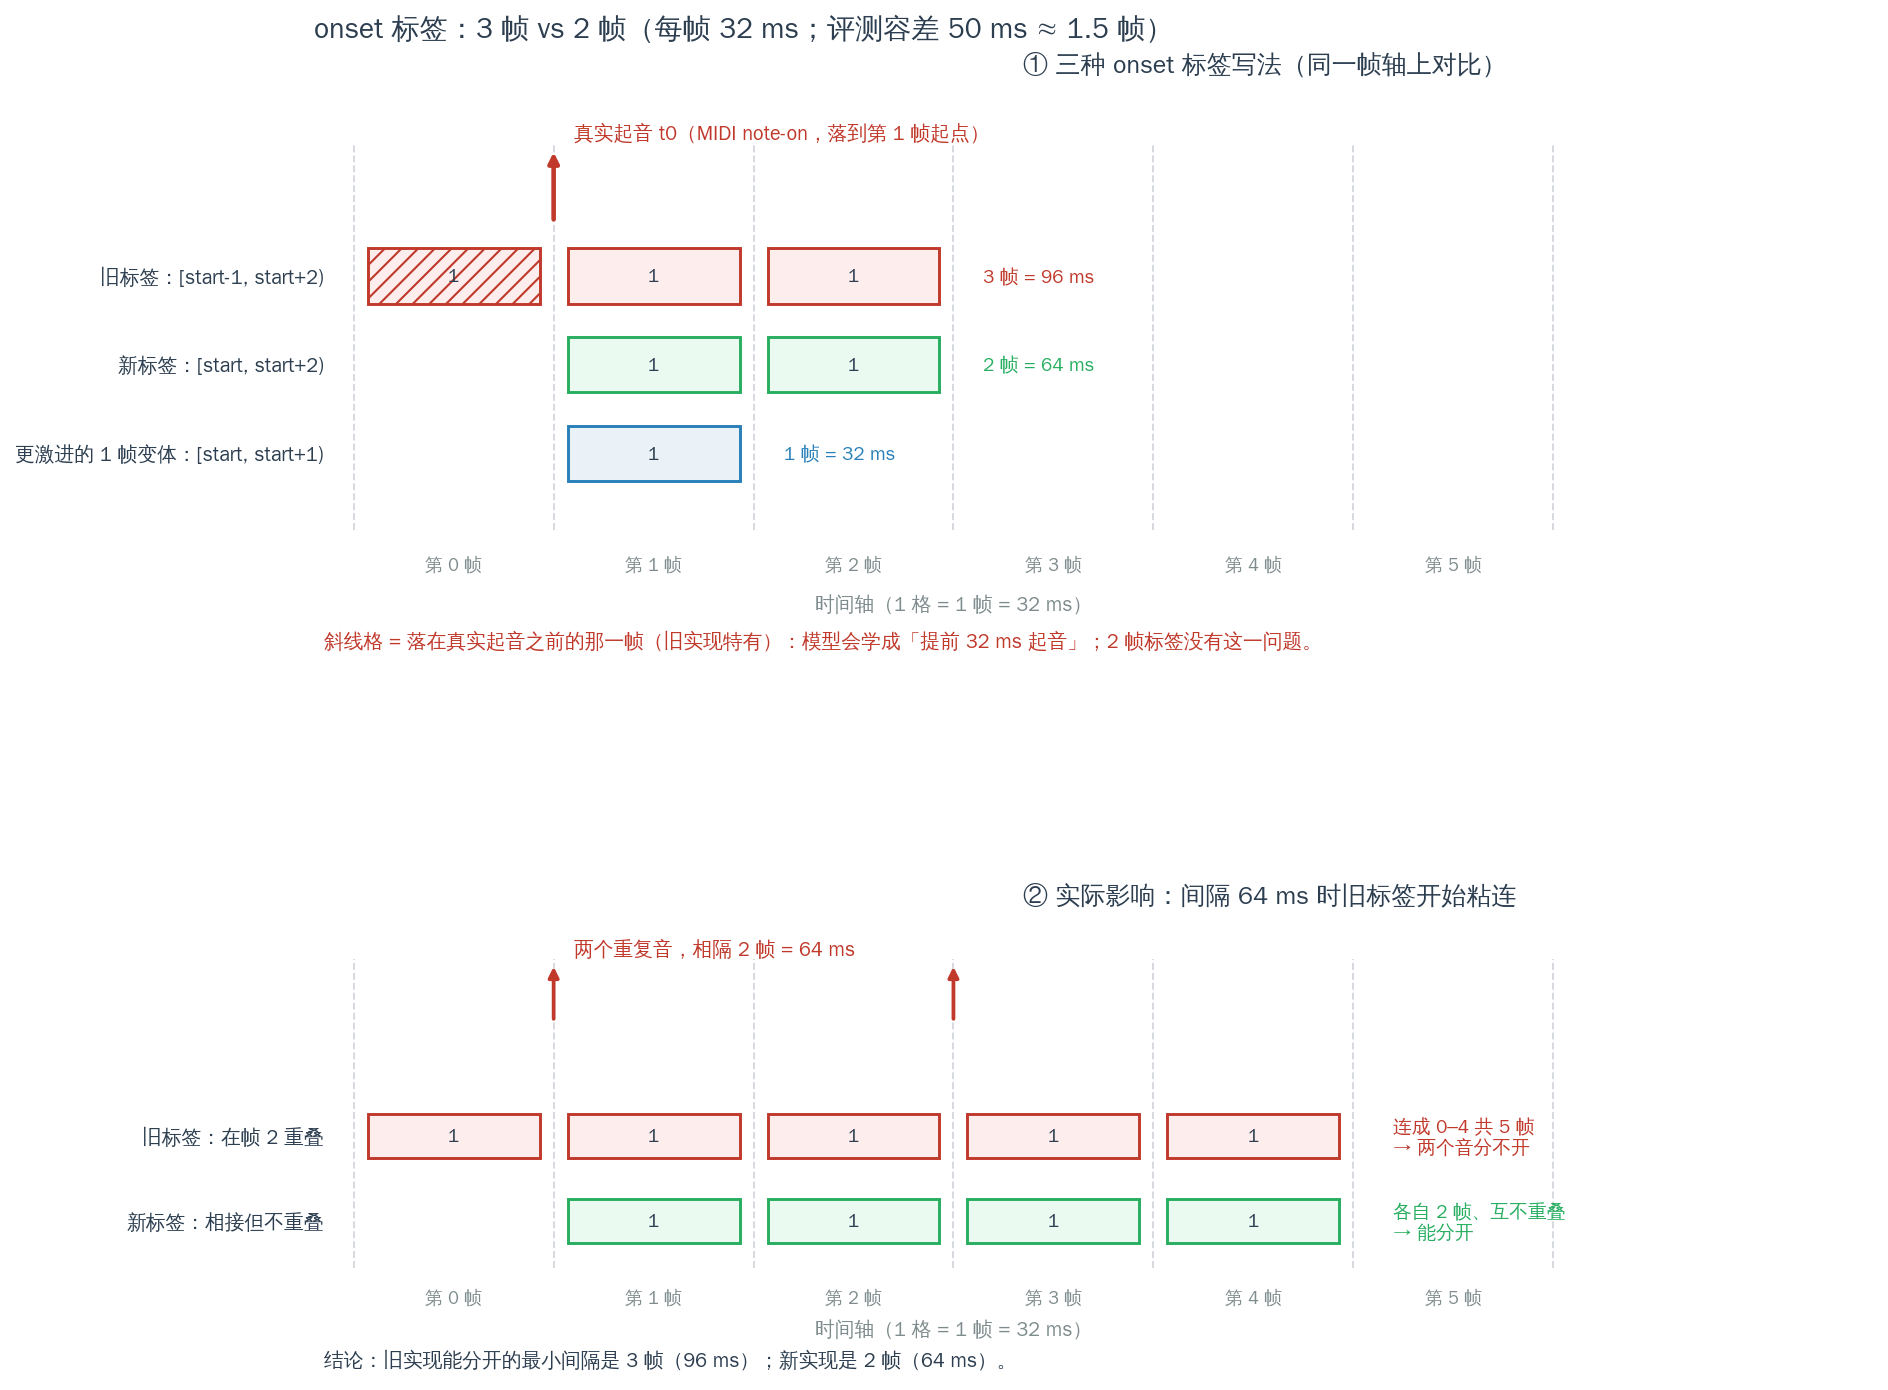 onset 标签：3 帧 vs 2 帧（每帧 32 ms；评测容差 50 ms ≈ 1.5 帧）
① 三种 onset 标签写法（同一帧轴上对比）
真实起音 t0（MIDI note-on，落到第 1 帧起点）
旧标签：[start-1, start+2)
1
1
1
3 帧 = 96 ms
新标签：[start, start+2)
1
1
2 帧 = 64 ms
更激进的 1 帧变体：[start, start+1)
1
1 帧 = 32 ms
第 0 帧
第 1 帧
第 2 帧
第 3 帧
第 4 帧
第 5 帧
时间轴（1 格 = 1 帧 = 32 ms）
斜线格 = 落在真实起音之前的那一帧（旧实现特有）：模型会学成「提前 32 ms 起音」；2 帧标签没有这一问题。
② 实际影响：间隔 64 ms 时旧标签开始粘连
两个重复音，相隔 2 帧 = 64 ms
旧标签：在帧 2 重叠
1
1
1
1
1
连成 0–4 共 5 帧
→ 两个音分不开
新标签：相接但不重叠
1
1
1
1
各自 2 帧、互不重叠
→ 能分开
第 0 帧
第 1 帧
第 2 帧
第 3 帧
第 4 帧
第 5 帧
时间轴（1 格 = 1 帧 = 32 ms）
结论：旧实现能分开的最小间隔是 3 帧（96 ms）；新实现是 2 帧（64 ms）。